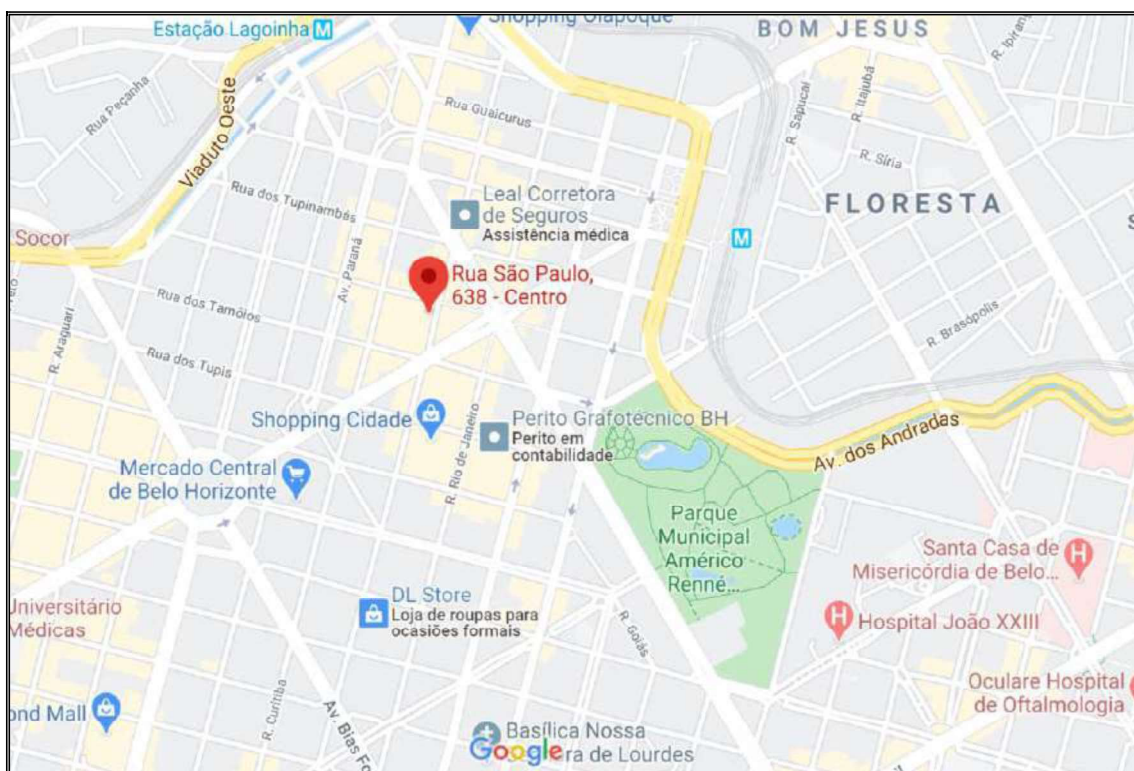 Shopping Oiapoque
Estação Lagoinha
M
BOM JESUS
R. Itajubá
R. Sapucaí
Rua Peçanha
Viaduto Oeste
Rua Guaicurus
R. Síria
Rua dos Tupinambás
Leal Corretora
de Seguros
Assistência médica
FLORESTA
M
Socor
Av. Paraná
Rua São Paulo,
638 - Centro
Rua dos Tamóios
R. Araguari
R. Brasópolis
Rua dos Tupis
Shopping Cidade
R. Rio de Janeiro
Perito Grafotécnico BH
Perito em
contabilidade
Av. dos Andradas
Mercado Central
de Belo Horizonte
Parque
Municipal
Américo
Renné...
Santa Casa de
Misericórdia de Belo...
H
DL Store
Loja de roupas para
ocasiões formais
Universitário
Médicas
R. Goiás
H
Hospital João XXIII
Oculare Hospital
de Oftalmologia
R. Curitiba
Av. Bias Fo
ond Mall
Basílica Nossa
ra de Lourdes
Google